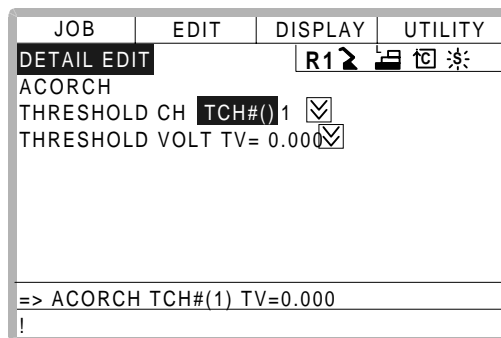 JOB EDIT DISPLAY UTILITY
DETAIL EDIT R1 L C S
ACORCH
THRESHOLD CH TCH#() 1
THRESHOLD VOLT TV= 0.000
=> ACORCH TCH#(1) TV=0.000
!